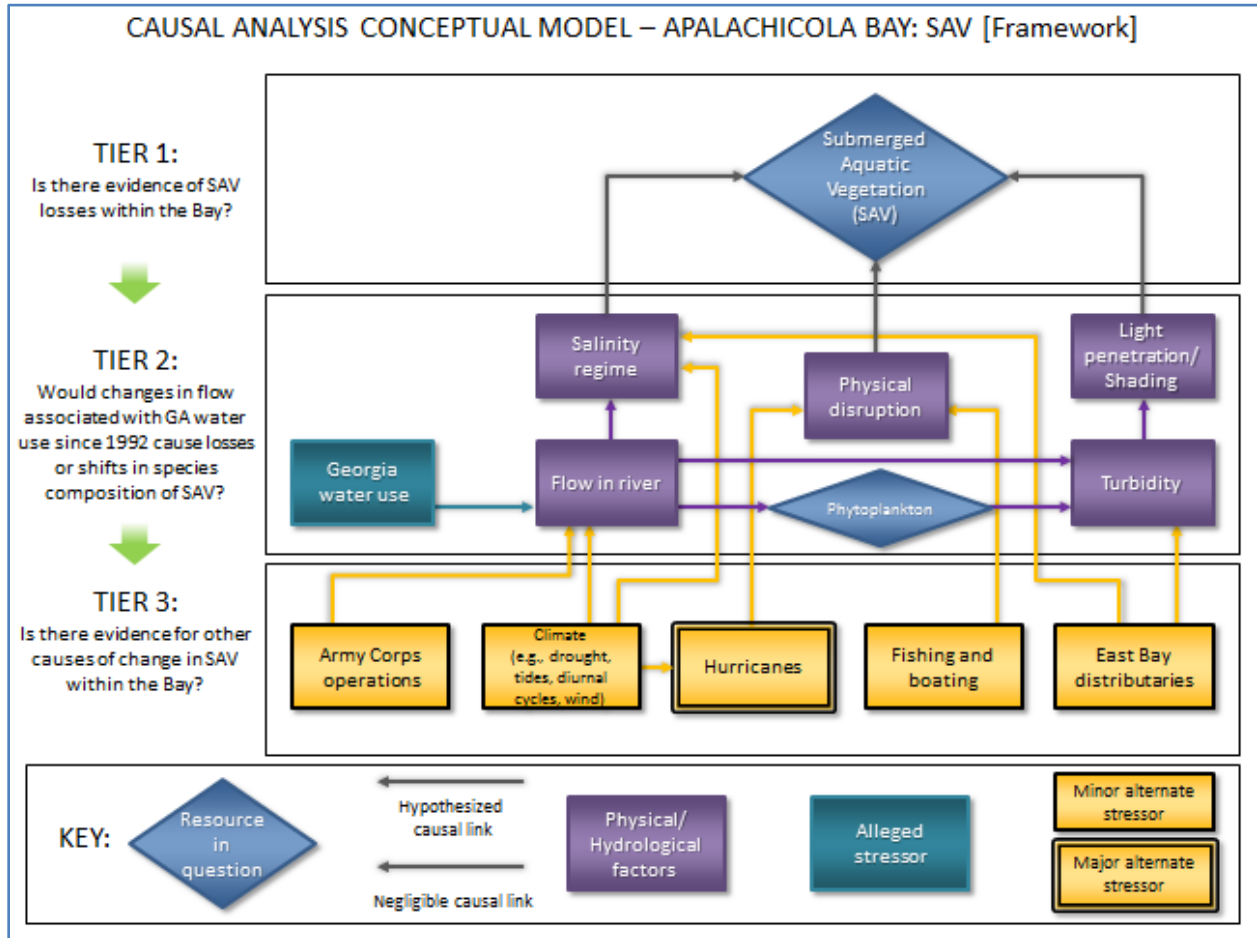 CAUSAL ANALYSIS CONCEPTUAL MODEL – APALACHICOLA BAY: SAV [Framework]
TIER 1:
Is there evidence of SAV
losses within the Bay?
Submerged
Aquatic
Vegetation
(SAV)
TIER 2:
Would changes in flow
associated with GA water
use since 1992 cause losses
or shifts in species
composition of SAV?
Salinity
regime
Physical
disruption
Light
penetration/
Shading
Georgia
water use
Flow in river
Phytoplankton
Turbidity
TIER 3:
Is there evidence for other
causes of change in SAV
within the Bay?
Army Corps
operations
Climate
(e.g., drought,
tides, diurnal
cycles, wind)
Hurricanes
Fishing and
boating
East Bay
distributaries
KEY:
Resource
in
question
Hypothesized
causal link
Negligible causal link
Physical/
Hydrological
factors
Alleged
stressor
Minor alternate
stressor
Major alternate
stressor